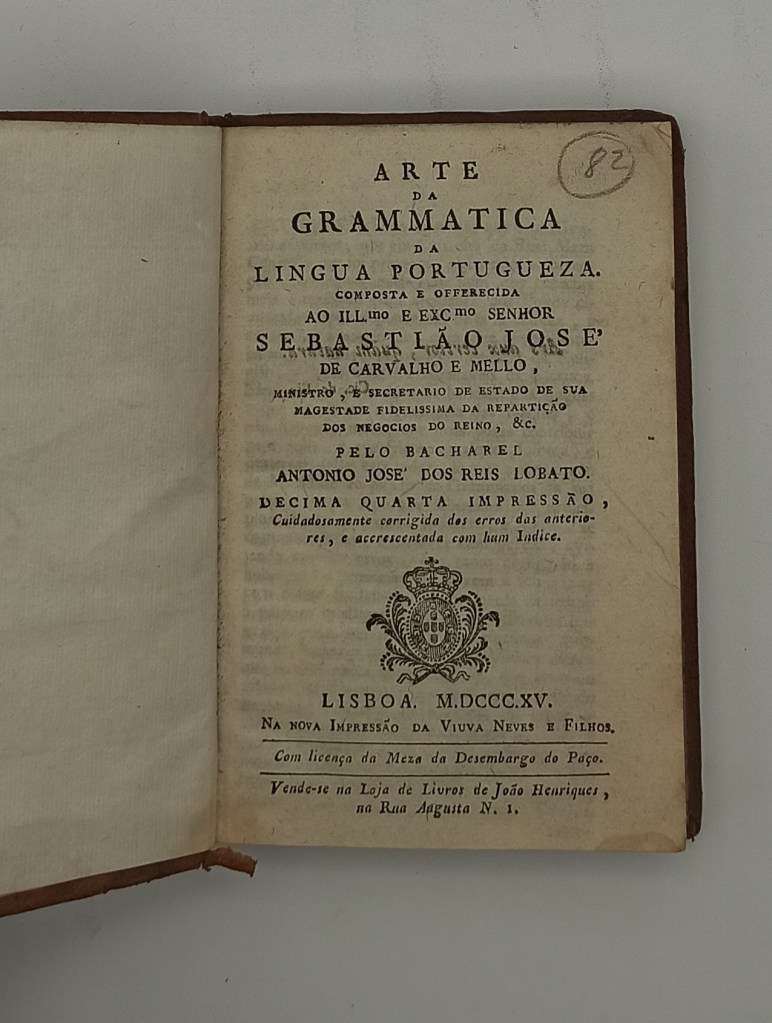 82
ARTE
DA
GRAMMATICA
DA
LINGUA PORTUGUEZA.
COMPOSTA E OFFERECIDA
AO ILL.mo E EXC.mo SENHOR
SEBASTIÃO JOSE'
DE CARVALHO E MELLO,
MINISTRO, E SECRETARIO DE ESTADO DE SUA
MAGESTADE FIDELISSIMA DA REPARTIÇÃO
DOS NEGOCIOS DO REINO, &c.
PELO BACHAREL
ANTONIO JOSE' DOS REIS LOBATO.
DECIMA QUARTA IMPRESSÃO,
Cuidadosamente corrigida dos erros das anterio-
res, e accrescentada com hum Indice.
LISBOA. M.DCCC.XV.
NA NOVA IMPRESSÃO DA VIUVA NEVES E FILHOS.
Com licença da Meza da Desembargo do Paço.
Vende-se na Loja de Livros de João Henriques,
na Rua Augusta N. 1.